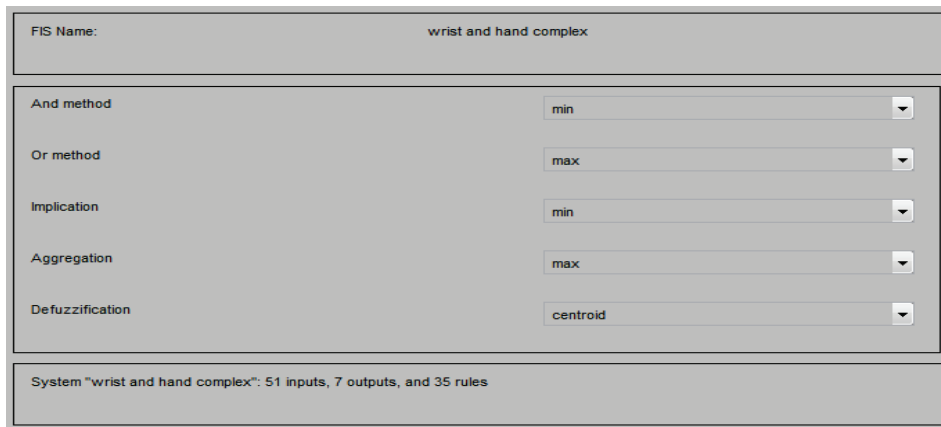 FIS Name: wrist and hand complex
And method min
Or method max
Implication min
Aggregation max
Defuzzification centroid
System "wrist and hand complex": 51 inputs, 7 outputs, and 35 rules